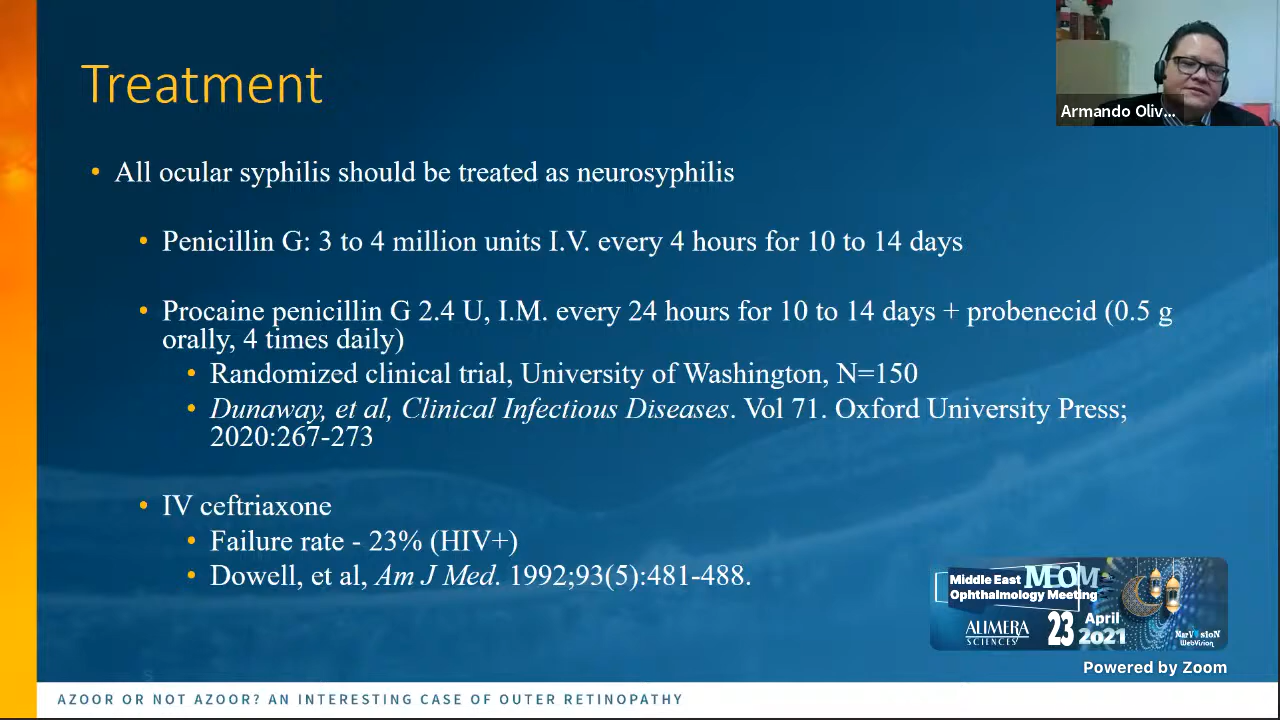 Treatment
Armando Oliv...
• All ocular syphilis should be treated as neurosyphilis
• Penicillin G: 3 to 4 million units I.V. every 4 hours for 10 to 14 days
• Procaine penicillin G 2.4 U, I.M. every 24 hours for 10 to 14 days + probenecid (0.5 g
orally, 4 times daily)
• Randomized clinical trial, University of Washington, N=150
• Dunaway, et al, Clinical Infectious Diseases. Vol 71. Oxford University Press;
2020:267-273
• IV ceftriaxone
• Failure rate - 23% (HIV+)
• Dowell, et al, Am J Med. 1992;93(5):481-488.
Middle East MEOM
Ophthalmology Meeting
ALIMERA
SCIENCES
23 April
2021
MarVision
WebVision
Powered by Zoom
AZOOR OR NOT AZOOR? AN INTERESTING CASE OF OUTER RETINOPATHY